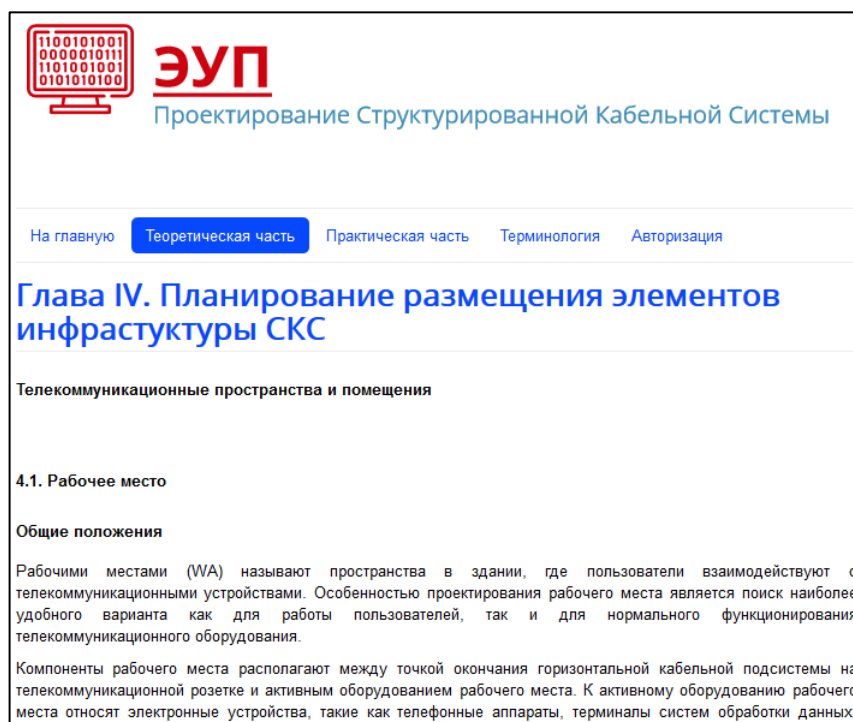 1100101001
0000010111
1101001001
0101010100
ЭУП
Проектирование Структурированной Кабельной Системы
На главную Теоретическая часть Практическая часть Терминология Авторизация
Глава IV. Планирование размещения элементов
инфрастуктуры СКС
Телекоммуникационные пространства и помещения
4.1. Рабочее место
Общие положения
Рабочими местами (WA) называют пространства в здании, где пользователи взаимодействуют с
телекоммуникационными устройствами. Особенностью проектирования рабочего места является поиск наиболее
удобного варианта как для работы пользователей, так и для нормального функционирования
телекоммуникационного оборудования.
Компоненты рабочего места располагают между точкой окончания горизонтальной кабельной подсистемы на
телекоммуникационной розетке и активным оборудованием рабочего места. К активному оборудованию рабочего
места относят электронные устройства, такие как телефонные аппараты, терминалы систем обработки данных